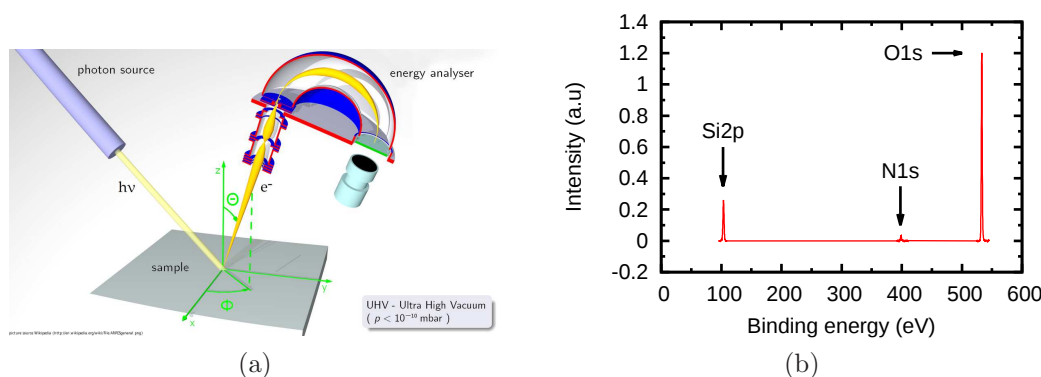 photon source
energy analyser
hν
e-
z
Θ
sample
Φ
x
y
UHV - Ultra High Vacuum
( p < 10⁻¹⁰ mbar )
(a)
Intensity (a.u)
1.4
1.2
1
0.8
0.6
0.4
0.2
0
-0.2
O1s
Si2p
N1s
0 100 200 300 400 500 600
Binding energy (eV)
(b)